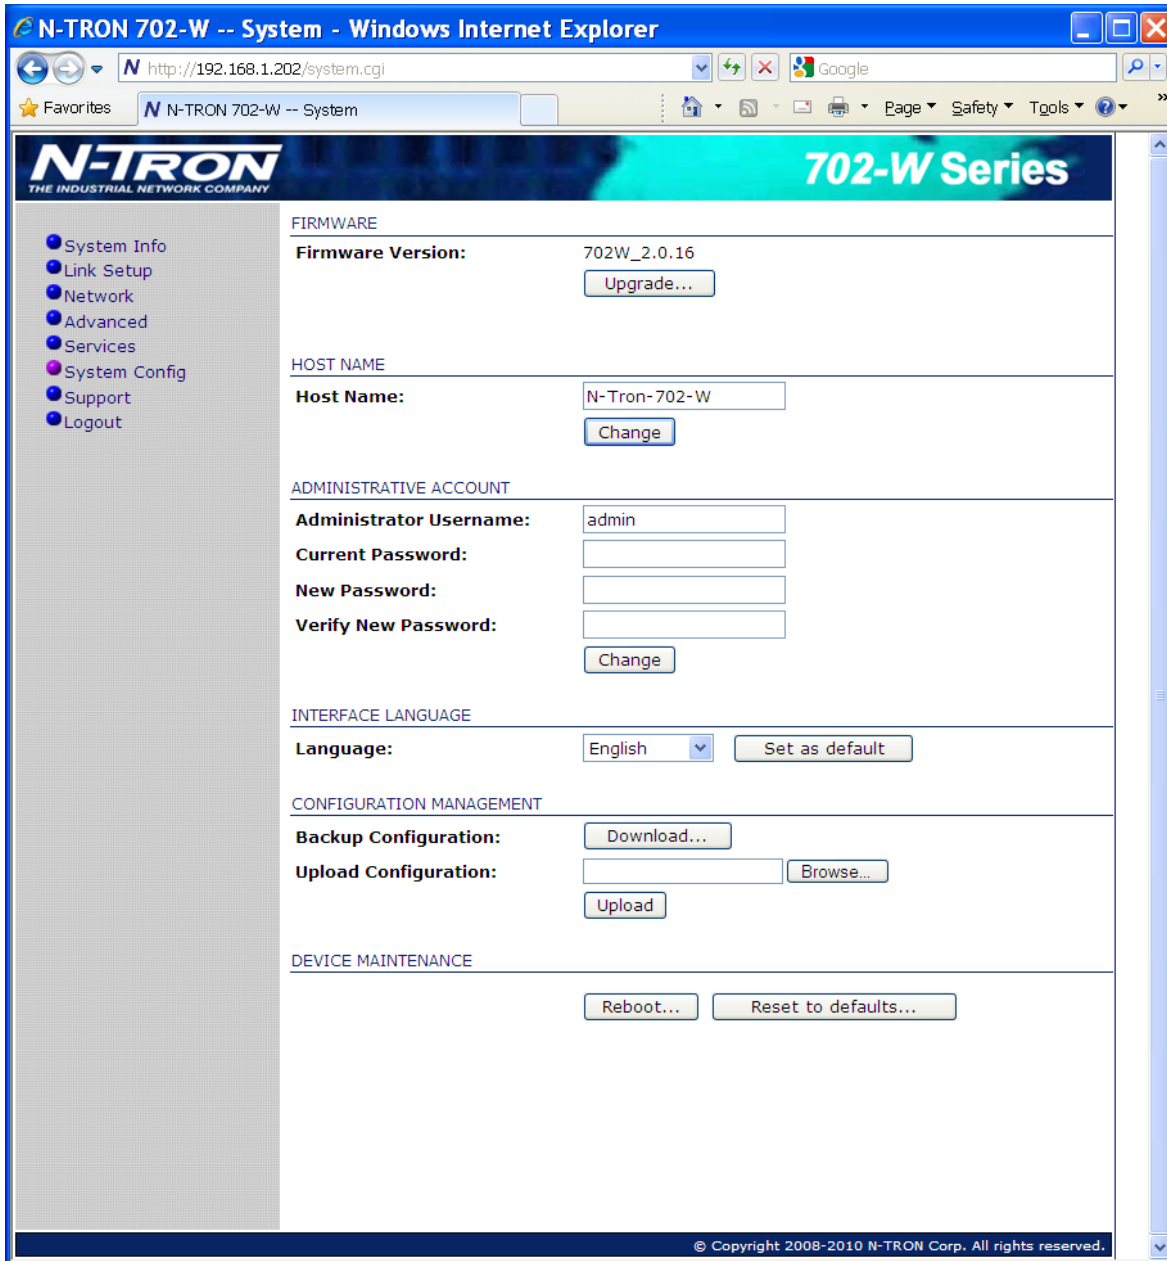 N-TRON 702-W -- System - Windows Internet Explorer
N http://192.168.1.202/system.cgi
Google
Favorites
N N-TRON 702-W -- System
Page
Safety
Tools
»
N-TRON
THE INDUSTRIAL NETWORK COMPANY
702-W Series
System Info
Link Setup
Network
Advanced
Services
System Config
Support
Logout
FIRMWARE
Firmware Version: 702W_2.0.16
Upgrade...
HOST NAME
Host Name: N-Tron-702-W
Change
ADMINISTRATIVE ACCOUNT
Administrator Username: admin
Current Password:
New Password:
Verify New Password:
Change
INTERFACE LANGUAGE
Language: English Set as default
CONFIGURATION MANAGEMENT
Backup Configuration: Download...
Upload Configuration: Browse...
Upload
DEVICE MAINTENANCE
Reboot... Reset to defaults...
© Copyright 2008-2010 N-TRON Corp. All rights reserved.